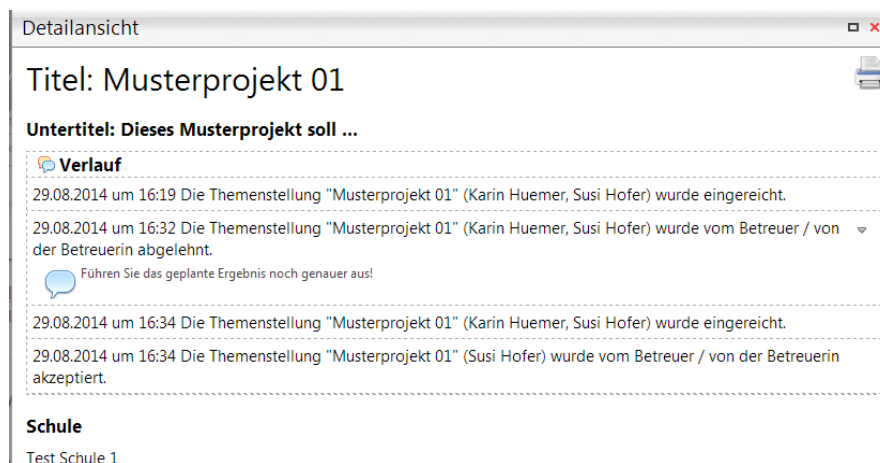 Detailansicht
Titel: Musterprojekt 01
Untertitel: Dieses Musterprojekt soll ...
Verlauf
29.08.2014 um 16:19 Die Themenstellung "Musterprojekt 01" (Karin Huemer, Susi Hofer) wurde eingereicht.
29.08.2014 um 16:32 Die Themenstellung "Musterprojekt 01" (Karin Huemer, Susi Hofer) wurde vom Betreuer / von
der Betreuerin abgelehnt.
Führen Sie das geplante Ergebnis noch genauer aus!
29.08.2014 um 16:34 Die Themenstellung "Musterprojekt 01" (Karin Huemer, Susi Hofer) wurde eingereicht.
29.08.2014 um 16:34 Die Themenstellung "Musterprojekt 01" (Susi Hofer) wurde vom Betreuer / von der Betreuerin
akzeptiert.
Schule
Test Schule 1